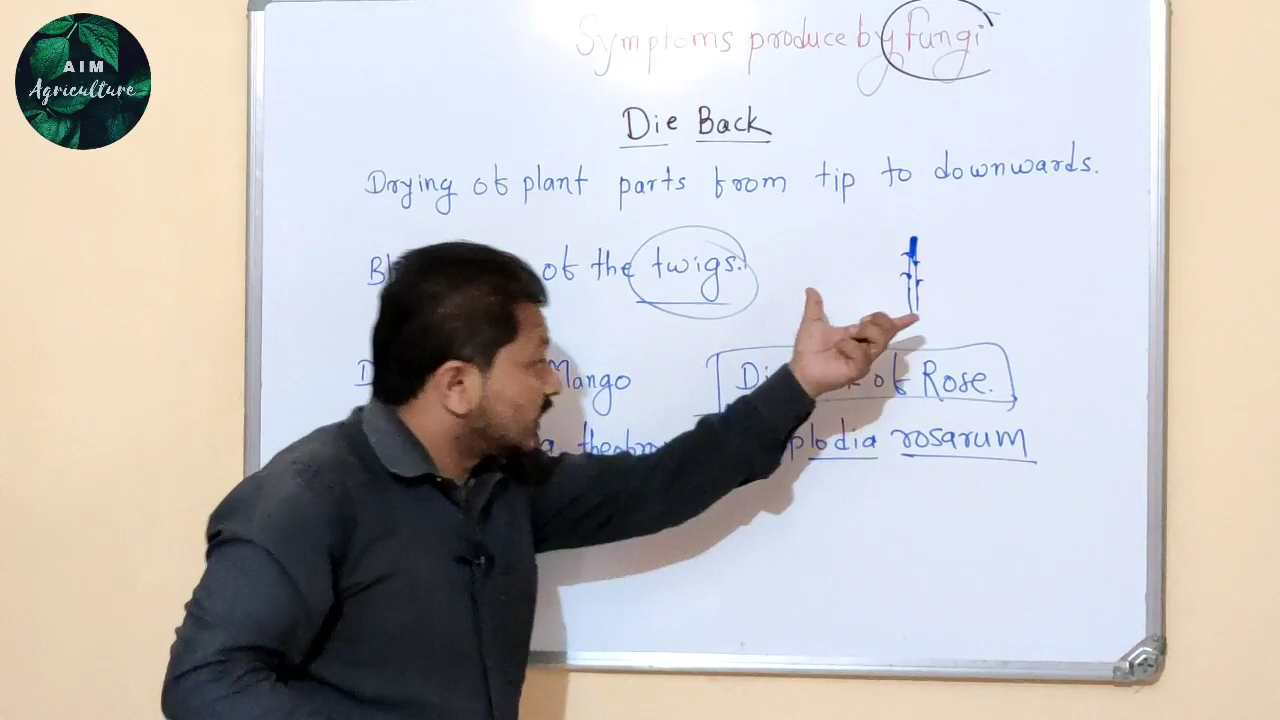 AIM
Agriculture
Symptoms produce by fungi
Die Back
Drying of plant parts from tip to downwards.
of the twigs.
Mango
of Rose.
rosarum